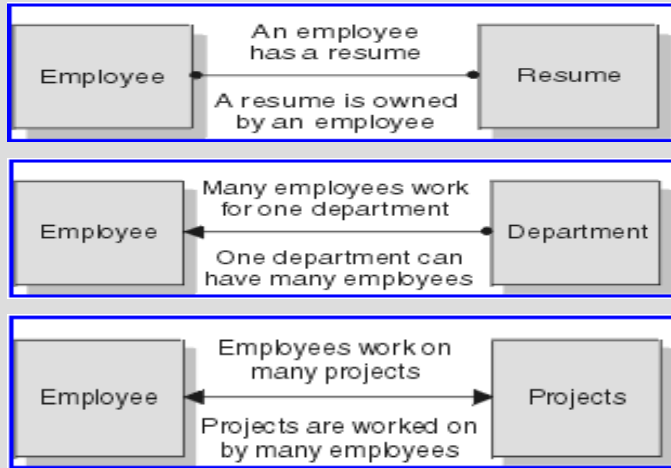 An employee
has a resume
Employee
Resume
A resume is owned
by an employee
Many employees work
for one department
Employee
Department
One department can
have many employees
Employees work on
many projects
Employee
Projects
Projects are worked on
by many employees